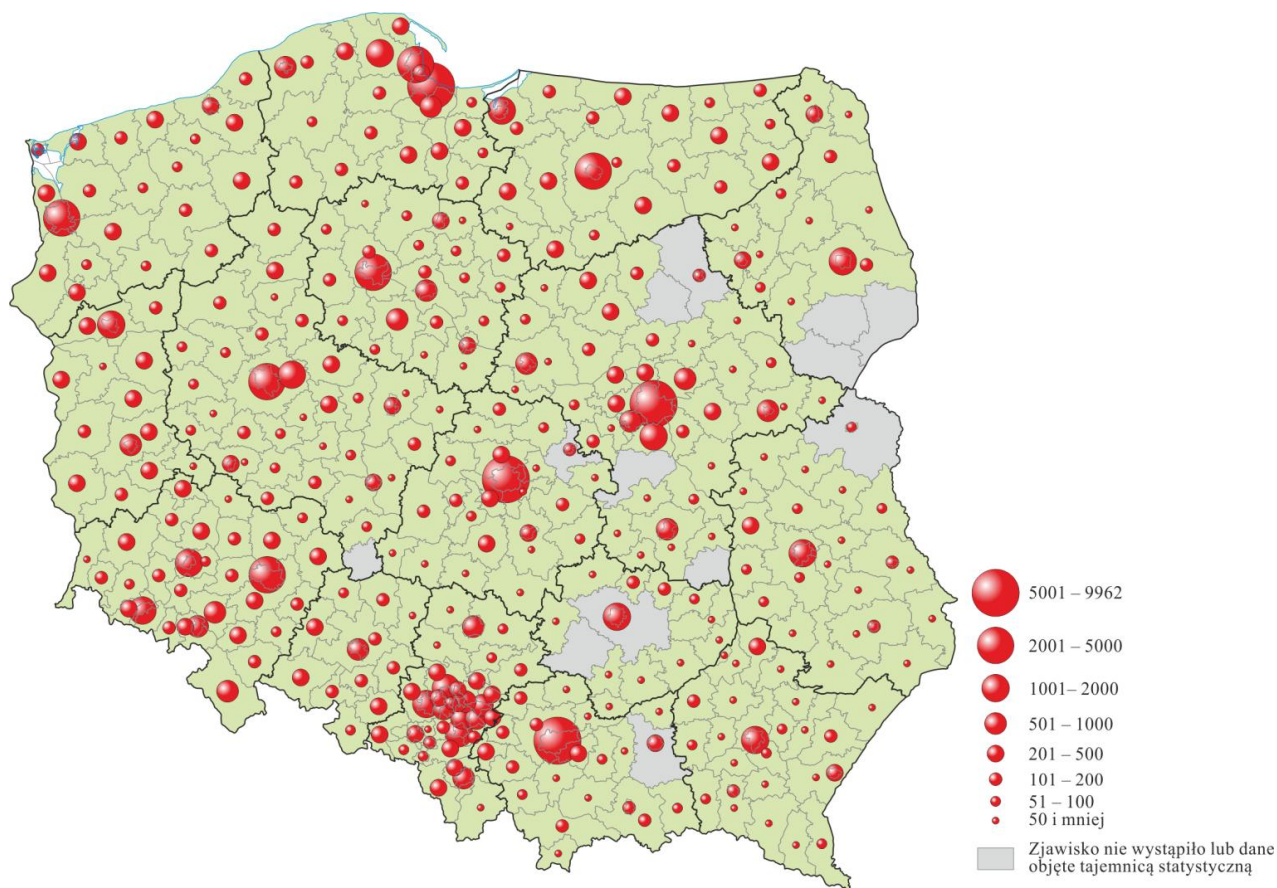 5001 – 9962
2001 – 5000
1001– 2000
501 – 1000
201 – 500
101 – 200
51 – 100
50 i mniej
Zjawisko nie wystąpiło lub dane
objęte tajemnicą statystyczną